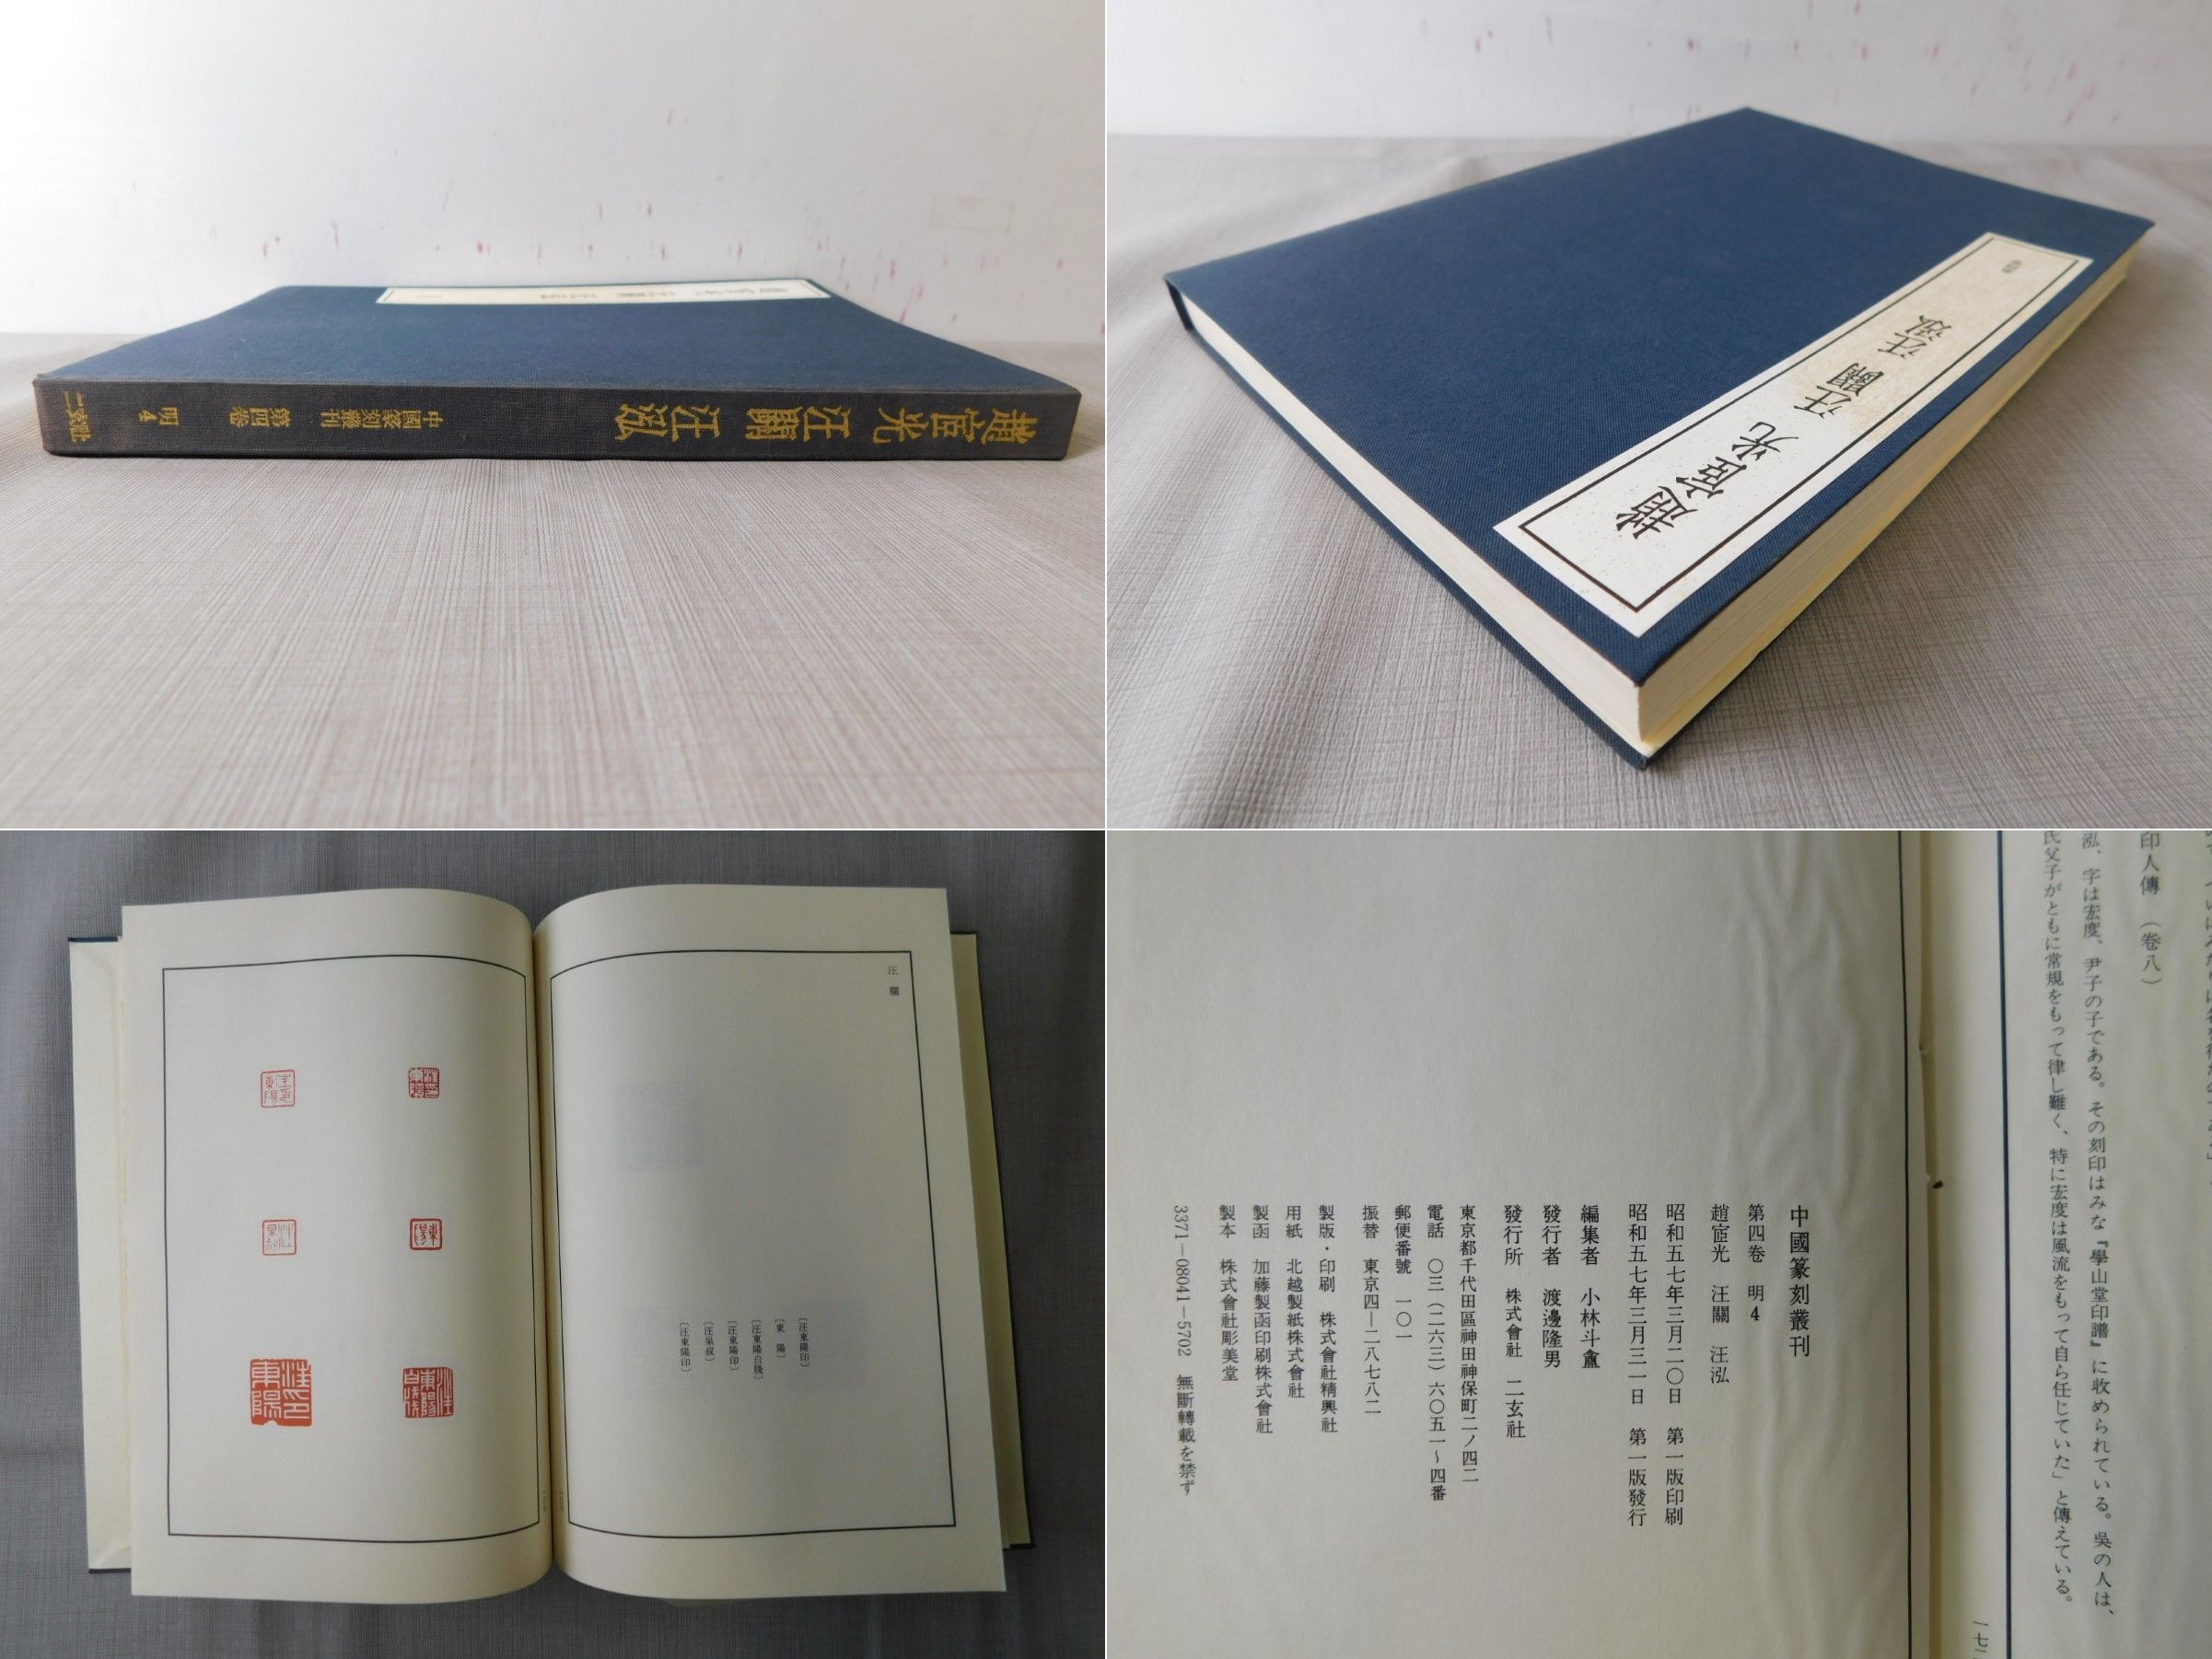 趙宧光 汪關 汪泓
中國篆刻叢刊
第四卷
明4
二玄社
趙宧光 汪關 汪泓
汪關
〔汪東陽印〕
〔東陽〕
〔汪東陽白牋〕
〔汪東陽印〕
〔汪杲叔〕
〔汪東陽印〕
印人傳 （卷八）
泓、字は宏度、尹子の子である。その刻印はみな『學山堂印譜』に收められている。吳の人は、
氏父子がともに常規をもって律し難く、特に宏度は風流をもって自ら任じていた」と傳えている。
中國篆刻叢刊
第四卷 明4
趙宧光 汪關 汪泓
昭和五七年三月二〇日 第一版印刷
昭和五七年三月三一日 第一版發行
編集者 小林斗盦
發行者 渡邊隆男
發行所 株式會社 二玄社
東京都千代田區神田神保町二ノ四二
電話 〇三（二六三）六〇五一〜四番
郵便番號 一〇一
振替 東京四―二八七八二
製版・印刷 株式會社精興社
用紙 北越製紙株式會社
製函 加藤製函印刷株式會社
製本 株式會社彫美堂
3371―08041―5702 無斷轉載を禁ず